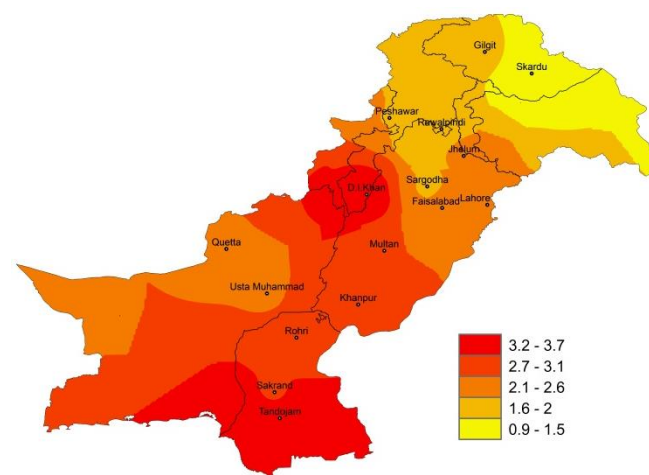 Gilgit
Skardu
Peshawar
Rawalpindi
Jhelum
Sargodha
D.I.Khan
Faisalabad
Lahore
Quetta
Multan
Usta Muhammad
Khanpur
Rohri
Sakrand
Tandojam
3.2 - 3.7
2.7 - 3.1
2.1 - 2.6
1.6 - 2
0.9 - 1.5